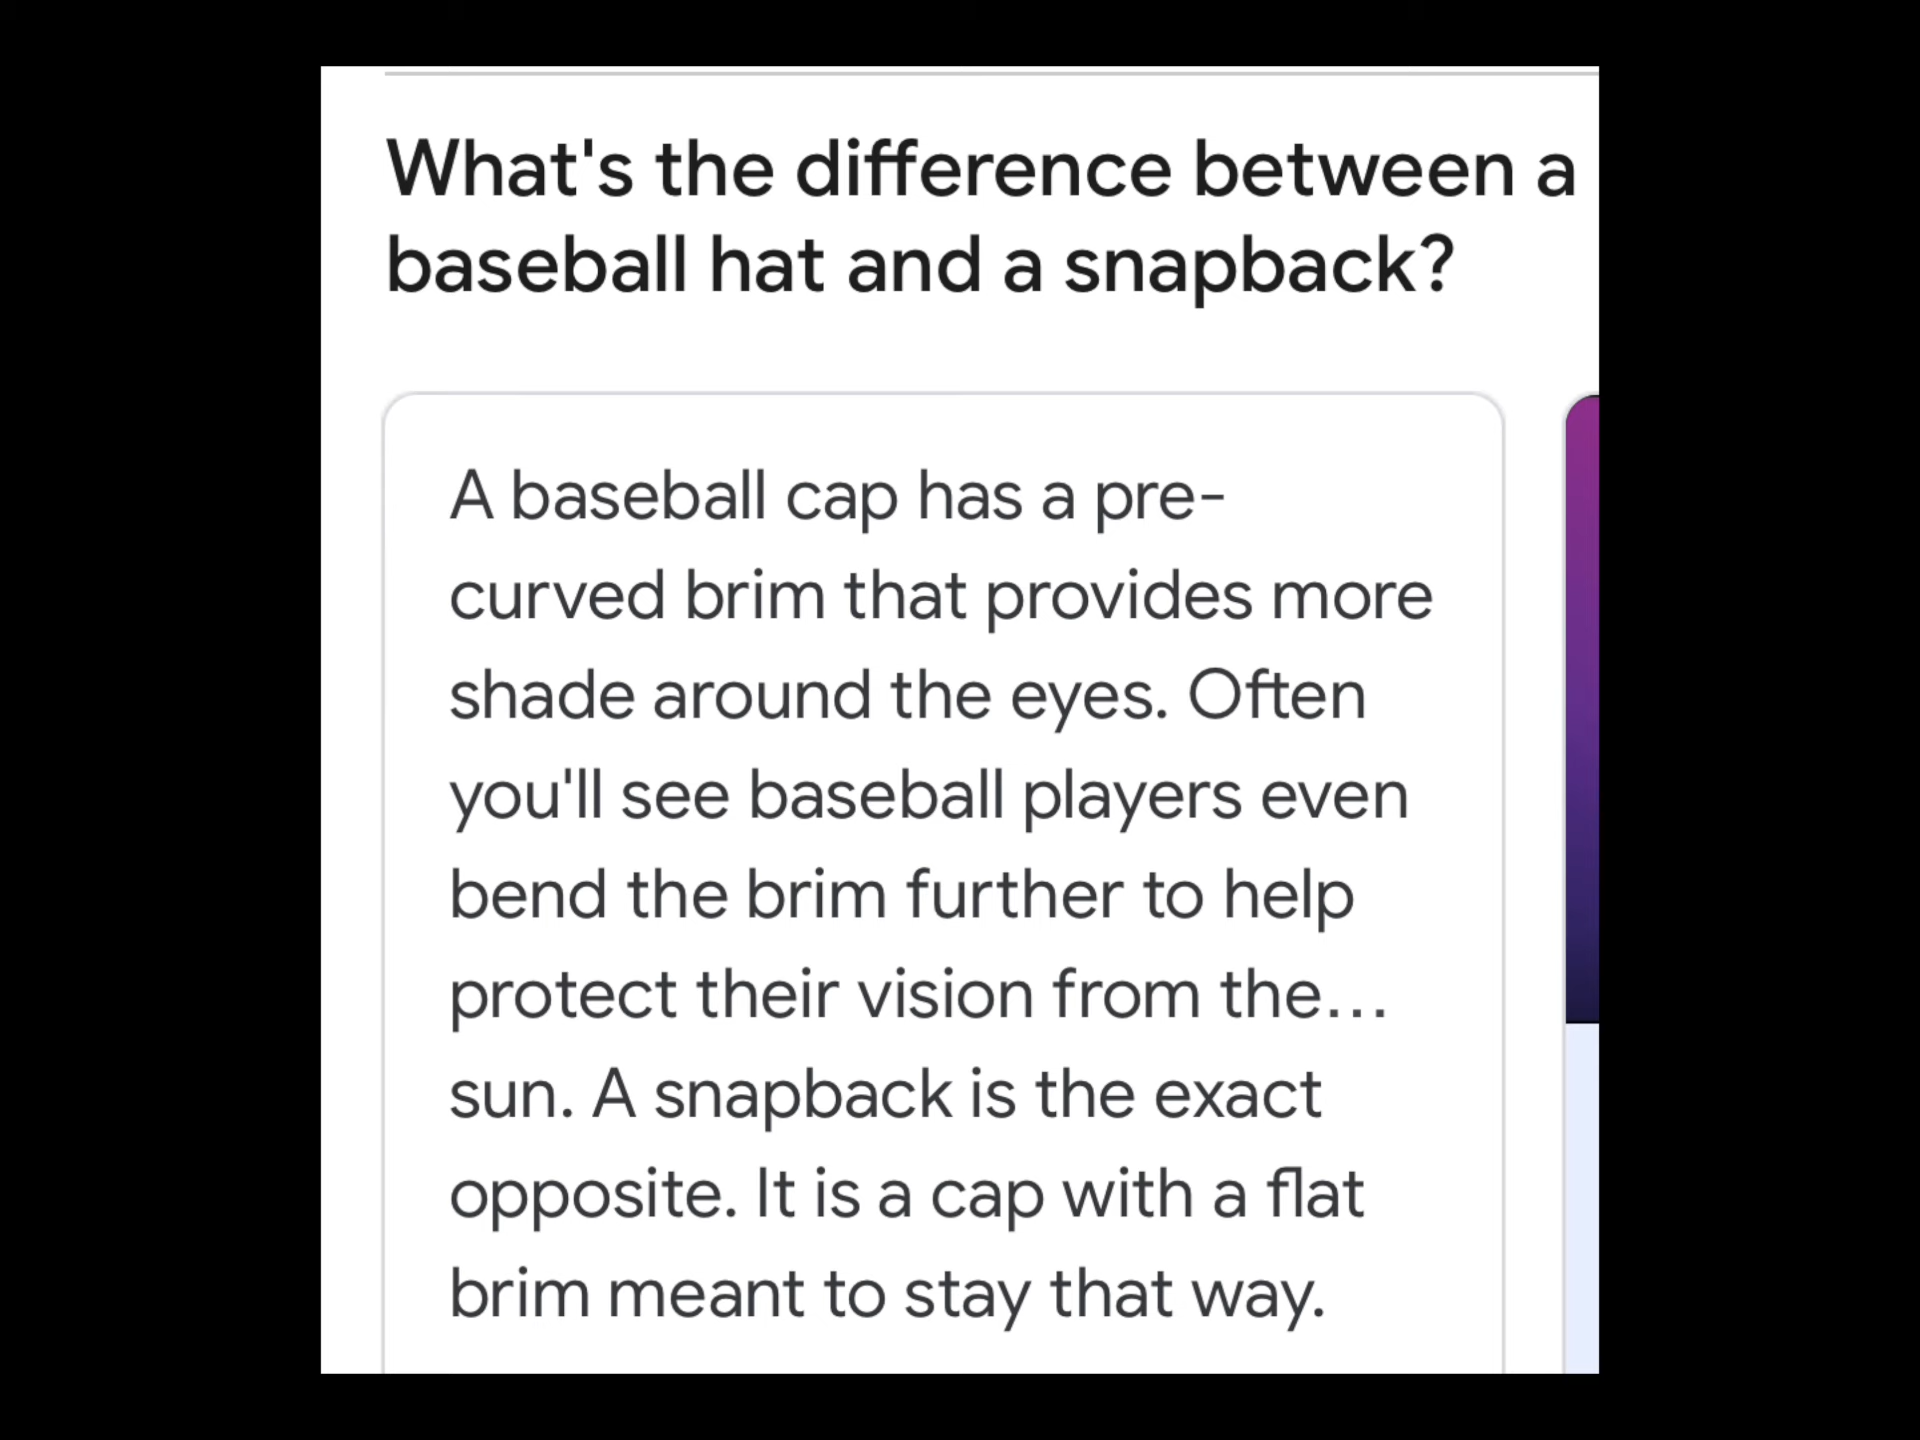 What's the difference between a
baseball hat and a snapback?
A baseball cap has a pre-
curved brim that provides more
shade around the eyes. Often
you'll see baseball players even
bend the brim further to help
protect their vision from the...
sun. A snapback is the exact
opposite. It is a cap with a flat
brim meant to stay that way.